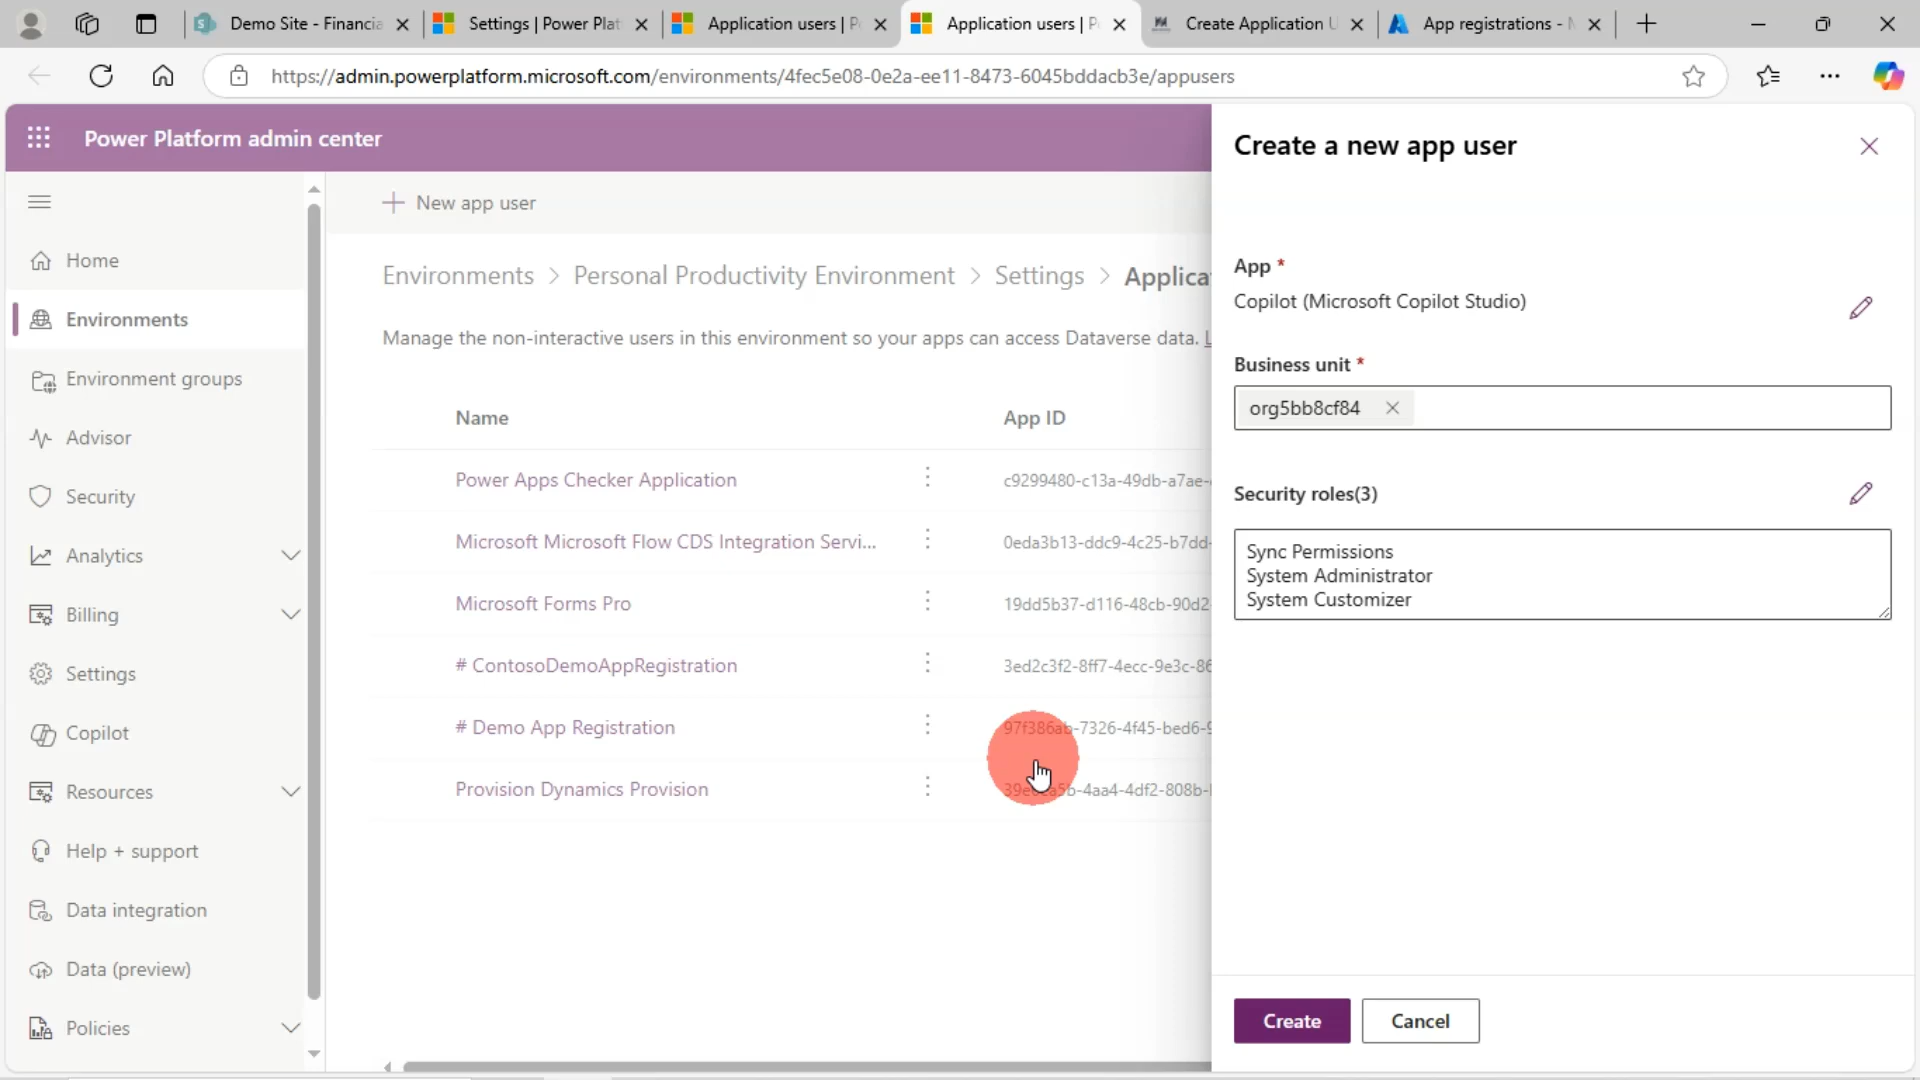 Demo Site - Financia
Settings | Power Plat
Application users | P
Application users | P
Create Application U
App registrations -
https://admin.powerplatform.microsoft.com/environments/4fec5e08-0e2a-ee11-8473-6045bddacb3e/appusers
Power Platform admin center
Home
Environments
Environment groups
Advisor
Security
Analytics
Billing
Settings
Copilot
Resources
Help + support
Data integration
Data (preview)
Policies
New app user
Environments > Personal Productivity Environment > Settings > Applica
Manage the non-interactive users in this environment so your apps can access Dataverse data. L
Name App ID
Power Apps Checker Application c9299480-c13a-49db-a7ae-
Microsoft Microsoft Flow CDS Integration Servi... 0eda3b13-ddc9-4c25-b7dd-
Microsoft Forms Pro 19dd5b37-d116-48cb-90d2
# ContosoDemoAppRegistration 3ed2c3f2-8ff7-4ecc-9e3c-86
# Demo App Registration 97f386ab-7326-4f45-bed6-9
Provision Dynamics Provision
Create a new app user
App *
Copilot (Microsoft Copilot Studio)
Business unit *
org5bb8cf84
Security roles(3)
Sync Permissions
System Administrator
System Customizer
Create
Cancel